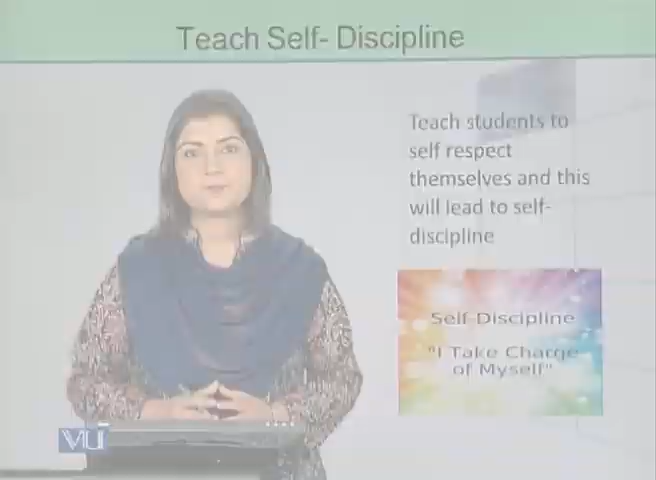 Teach Self- Discipline
Teach students to
self respect
themselves and this
will lead to self-
discipline
Self-Discipline
"I Take Charge
of Myself"
VU